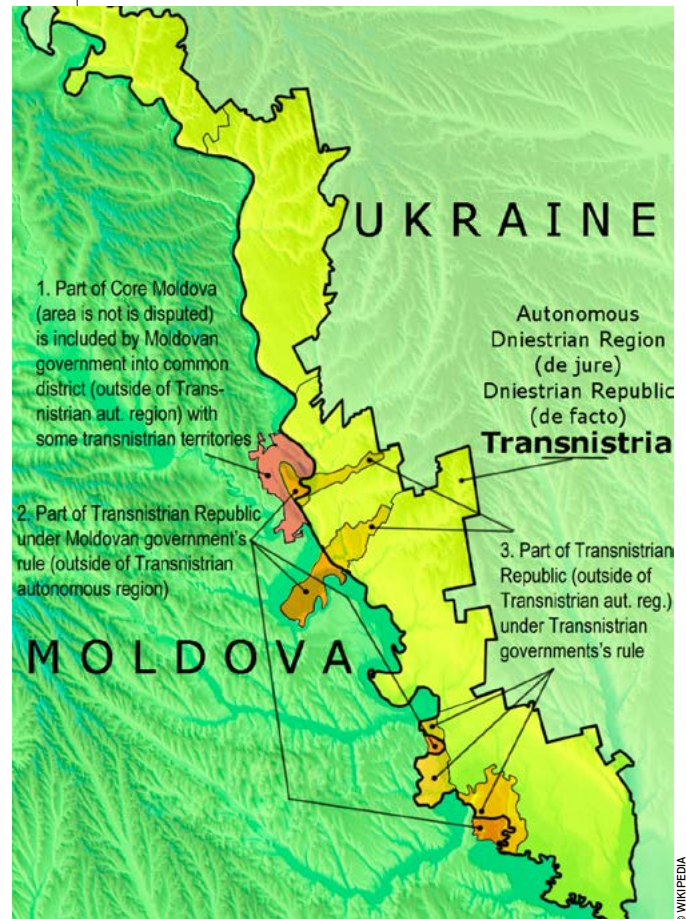 UKRAINE
1. Part of Core Moldova
(area is not is disputed)
is included by Moldovan
government into common
district (outside of Trans-
nistrian aut. region) with
some transnistrian territories
Autonomous
Dniestrian Region
(de jure)
Dniestrian Republic
(de facto)
Transnistria
2. Part of Transnistrian Republic
under Moldovan government's
rule (outside of Transnistrian
autonomous region)
3. Part of Transnistrian
Republic (outside of
Transnistrian aut. reg.)
under Transnistrian
governments's rule
MOLDOVA
WIKIPEDIA